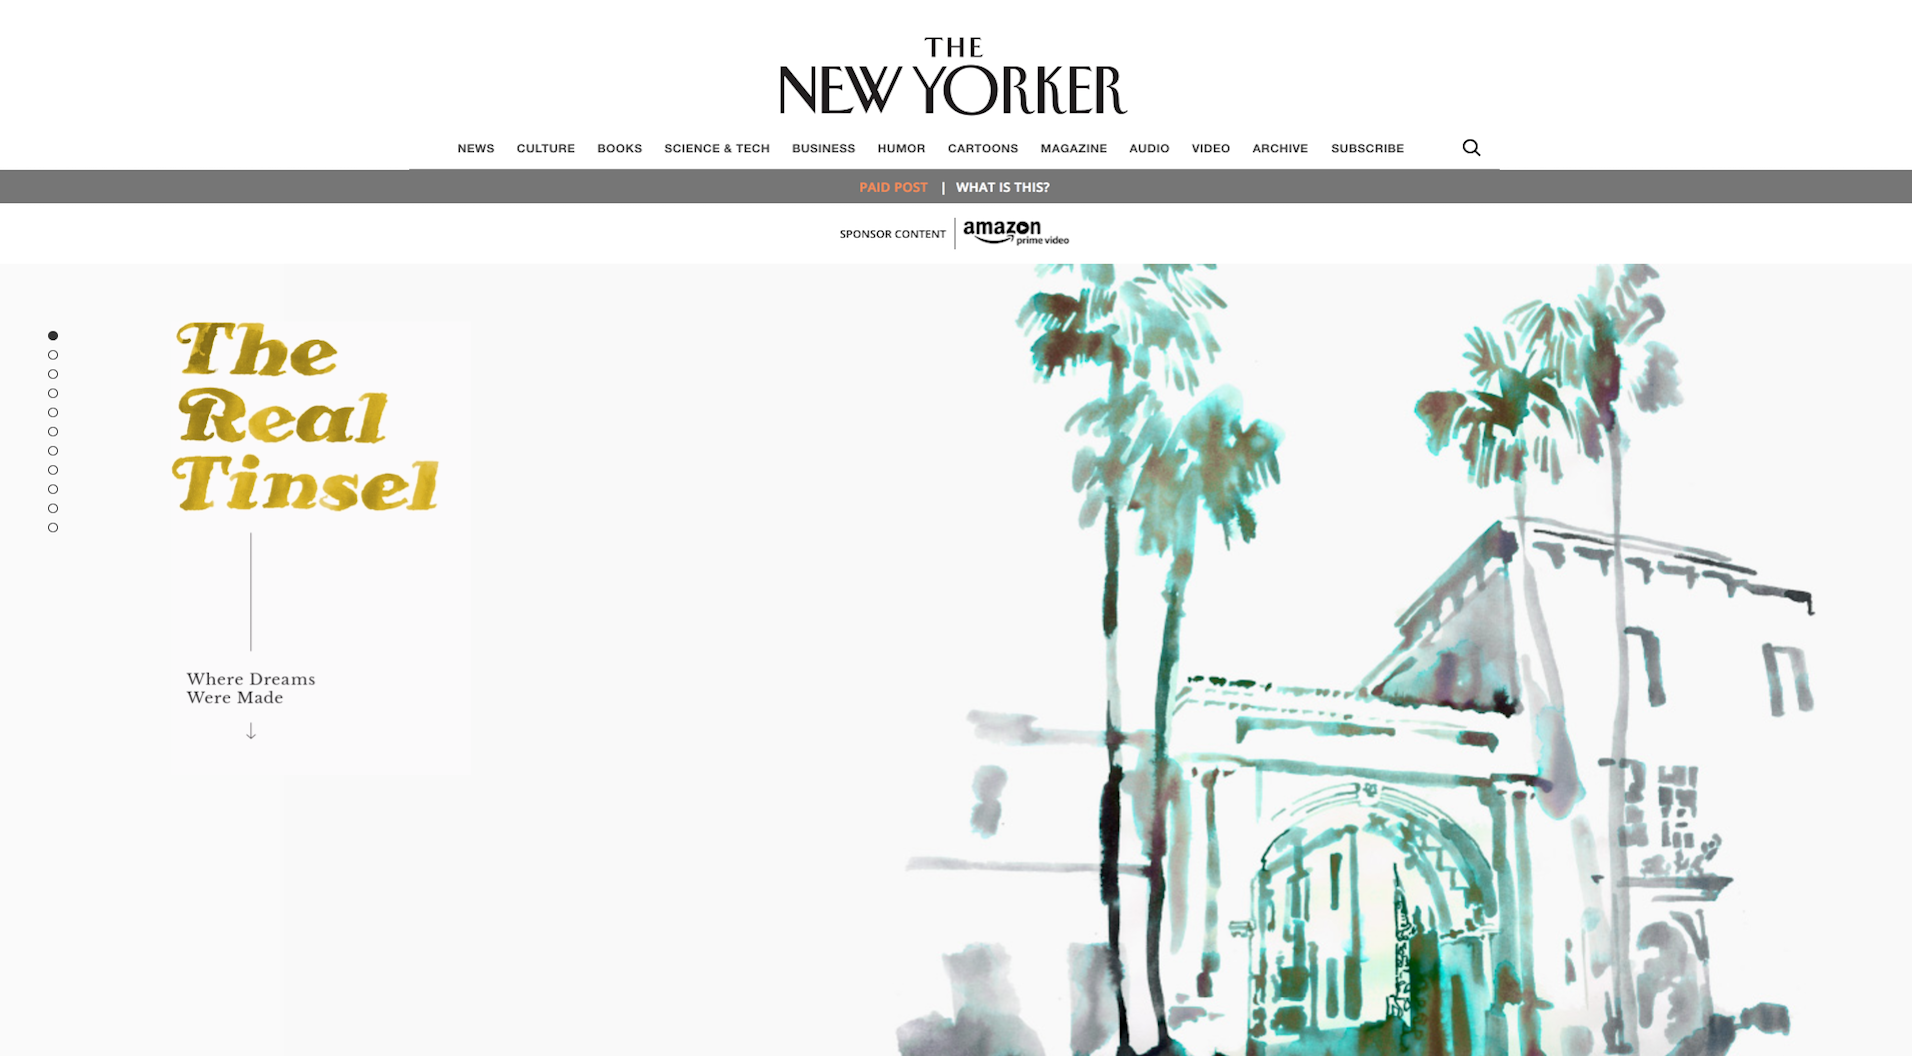 THE
NEW YORKER
NEWS CULTURE BOOKS SCIENCE & TECH BUSINESS HUMOR CARTOONS MAGAZINE AUDIO VIDEO ARCHIVE SUBSCRIBE
PAID POST | WHAT IS THIS?
SPONSOR CONTENT | amazon
prime video
The
Real
Tinsel
Where Dreams
Were Made